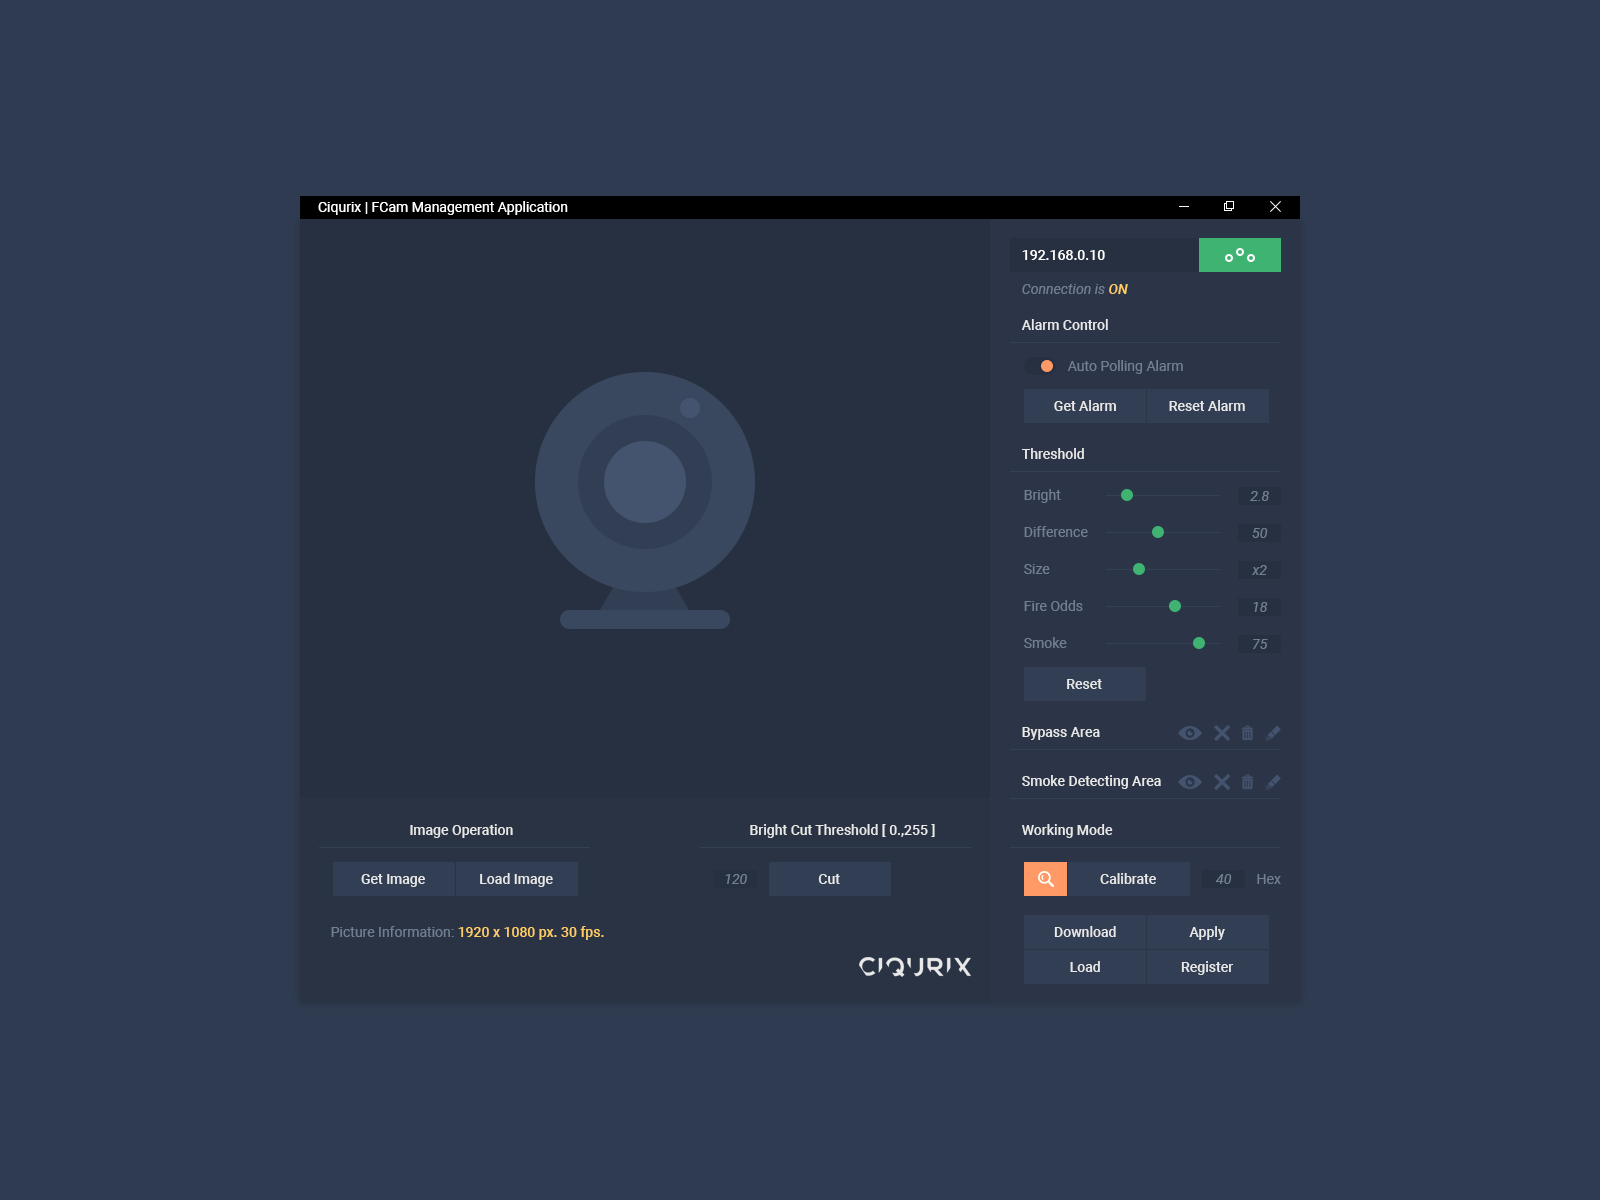 Ciqurix | FCam Management Application
192.168.0.10
Connection is ON
Alarm Control
Auto Polling Alarm
Get Alarm
Reset Alarm
Threshold
Bright
2.8
Difference
50
Size
x2
Fire Odds
18
Smoke
75
Reset
Bypass Area
Smoke Detecting Area
Image Operation
Get Image
Load Image
Picture Information: 1920 x 1080 px. 30 fps.
Bright Cut Threshold [ 0.,255 ]
120
Cut
CIQURIX
Working Mode
Calibrate
40
Hex
Download
Apply
Load
Register